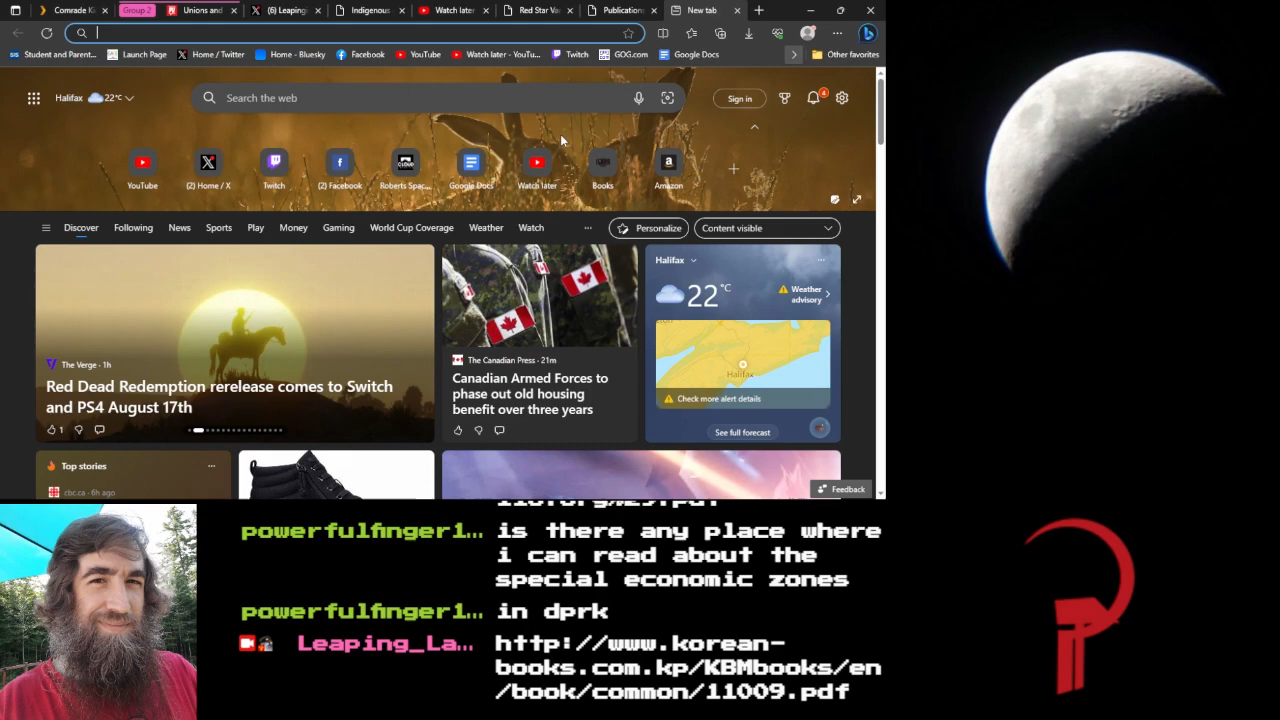 Comrade K
Group 2
Unions and
(6) Leaping
Indigenous
Watch later
Red Star Va
Publications
New tab
Student and Parent...
Launch Page
Home / Twitter
Home - Bluesky
Facebook
YouTube
Watch later - YouTu...
Twitch
GOG.com
Google Docs
Other favorites
Halifax
22°C
Search the web
Sign in
4
YouTube
(2) Home / X
Twitch
(2) Facebook
Roberts Spac...
Google Docs
Watch later
Books
Amazon
Discover
Following
News
Sports
Play
Money
Gaming
World Cup Coverage
Weather
Watch
Personalize
Content visible
The Verge · 1h
Red Dead Redemption rerelease comes to Switch
and PS4 August 17th
1
The Canadian Press · 21m
Canadian Armed Forces to
phase out old housing
benefit over three years
Halifax
22°C
Weather
advisory
Halifax
Check more alert details
See full forecast
Top stories
cbc.ca · 6h ago
Feedback
powerfulfinger1... is there any place where
i can read about the
special economic zones
powerfulfinger1... in dprk
Leaping_La... http://www.korean-
books.com.kp/KBMbooks/en
/book/common/11009.pdf